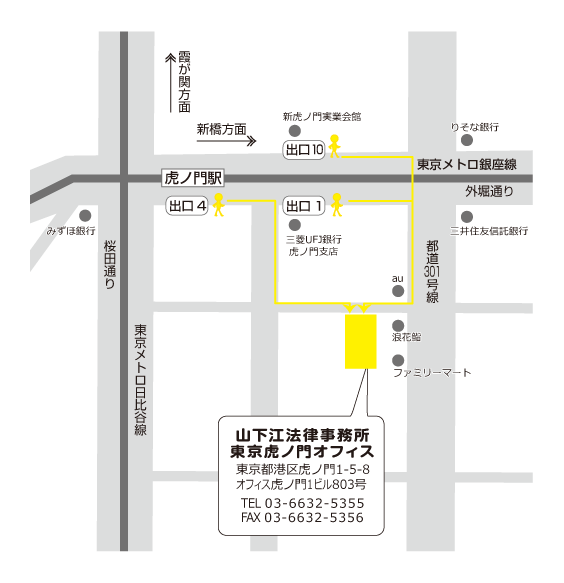 霞が関方面
新橋方面
新虎ノ門実業会館
りそな銀行
出口10
東京メトロ銀座線
虎ノ門駅
外堀通り
出口4
出口1
みずほ銀行
三菱UFJ銀行
虎ノ門支店
三井住友信託銀行
桜田通り
都道301号線
au
東京メトロ日比谷線
浪花鮨
ファミリーマート
山下江法律事務所
東京虎ノ門オフィス
東京都港区虎ノ門1-5-8
オフィス虎ノ門1ビル803号
TEL 03-6632-5355
FAX 03-6632-5356